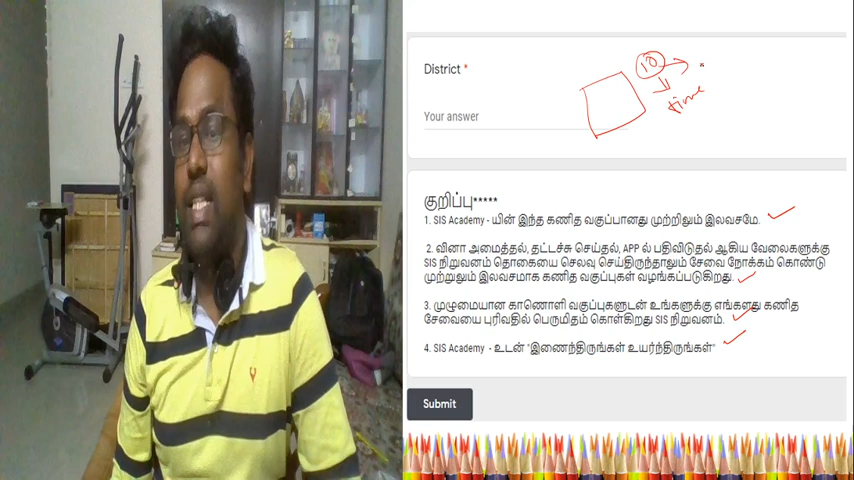 District *
10
time
Your answer
குறிப்பு*****
1. SIS Academy - யின் இந்த கணித வகுப்பானது முற்றிலும் இலவசமே.
2. வினா அமைத்தல், தட்டச்சு செய்தல், APP ல் பதிவிடுதல் ஆகிய வேலைகளுக்கு
SIS நிறுவனம் தொகையை செலவு செய்திருந்தாலும் சேவை நோக்கம் கொண்டு
முற்றுலும் இலவசமாக கணித வகுப்புகள் வழங்கப்படுகிறது.
3. முழுமையான காணொளி வகுப்புகளுடன் உங்களுக்கு எங்களது கணித
சேவையை புரிவதில் பெருமிதம் கொள்கிறது SIS நிறுவனம்.
4. SIS Academy - உடன் "இணைந்திருங்கள் உயர்ந்திருங்கள்"
Submit